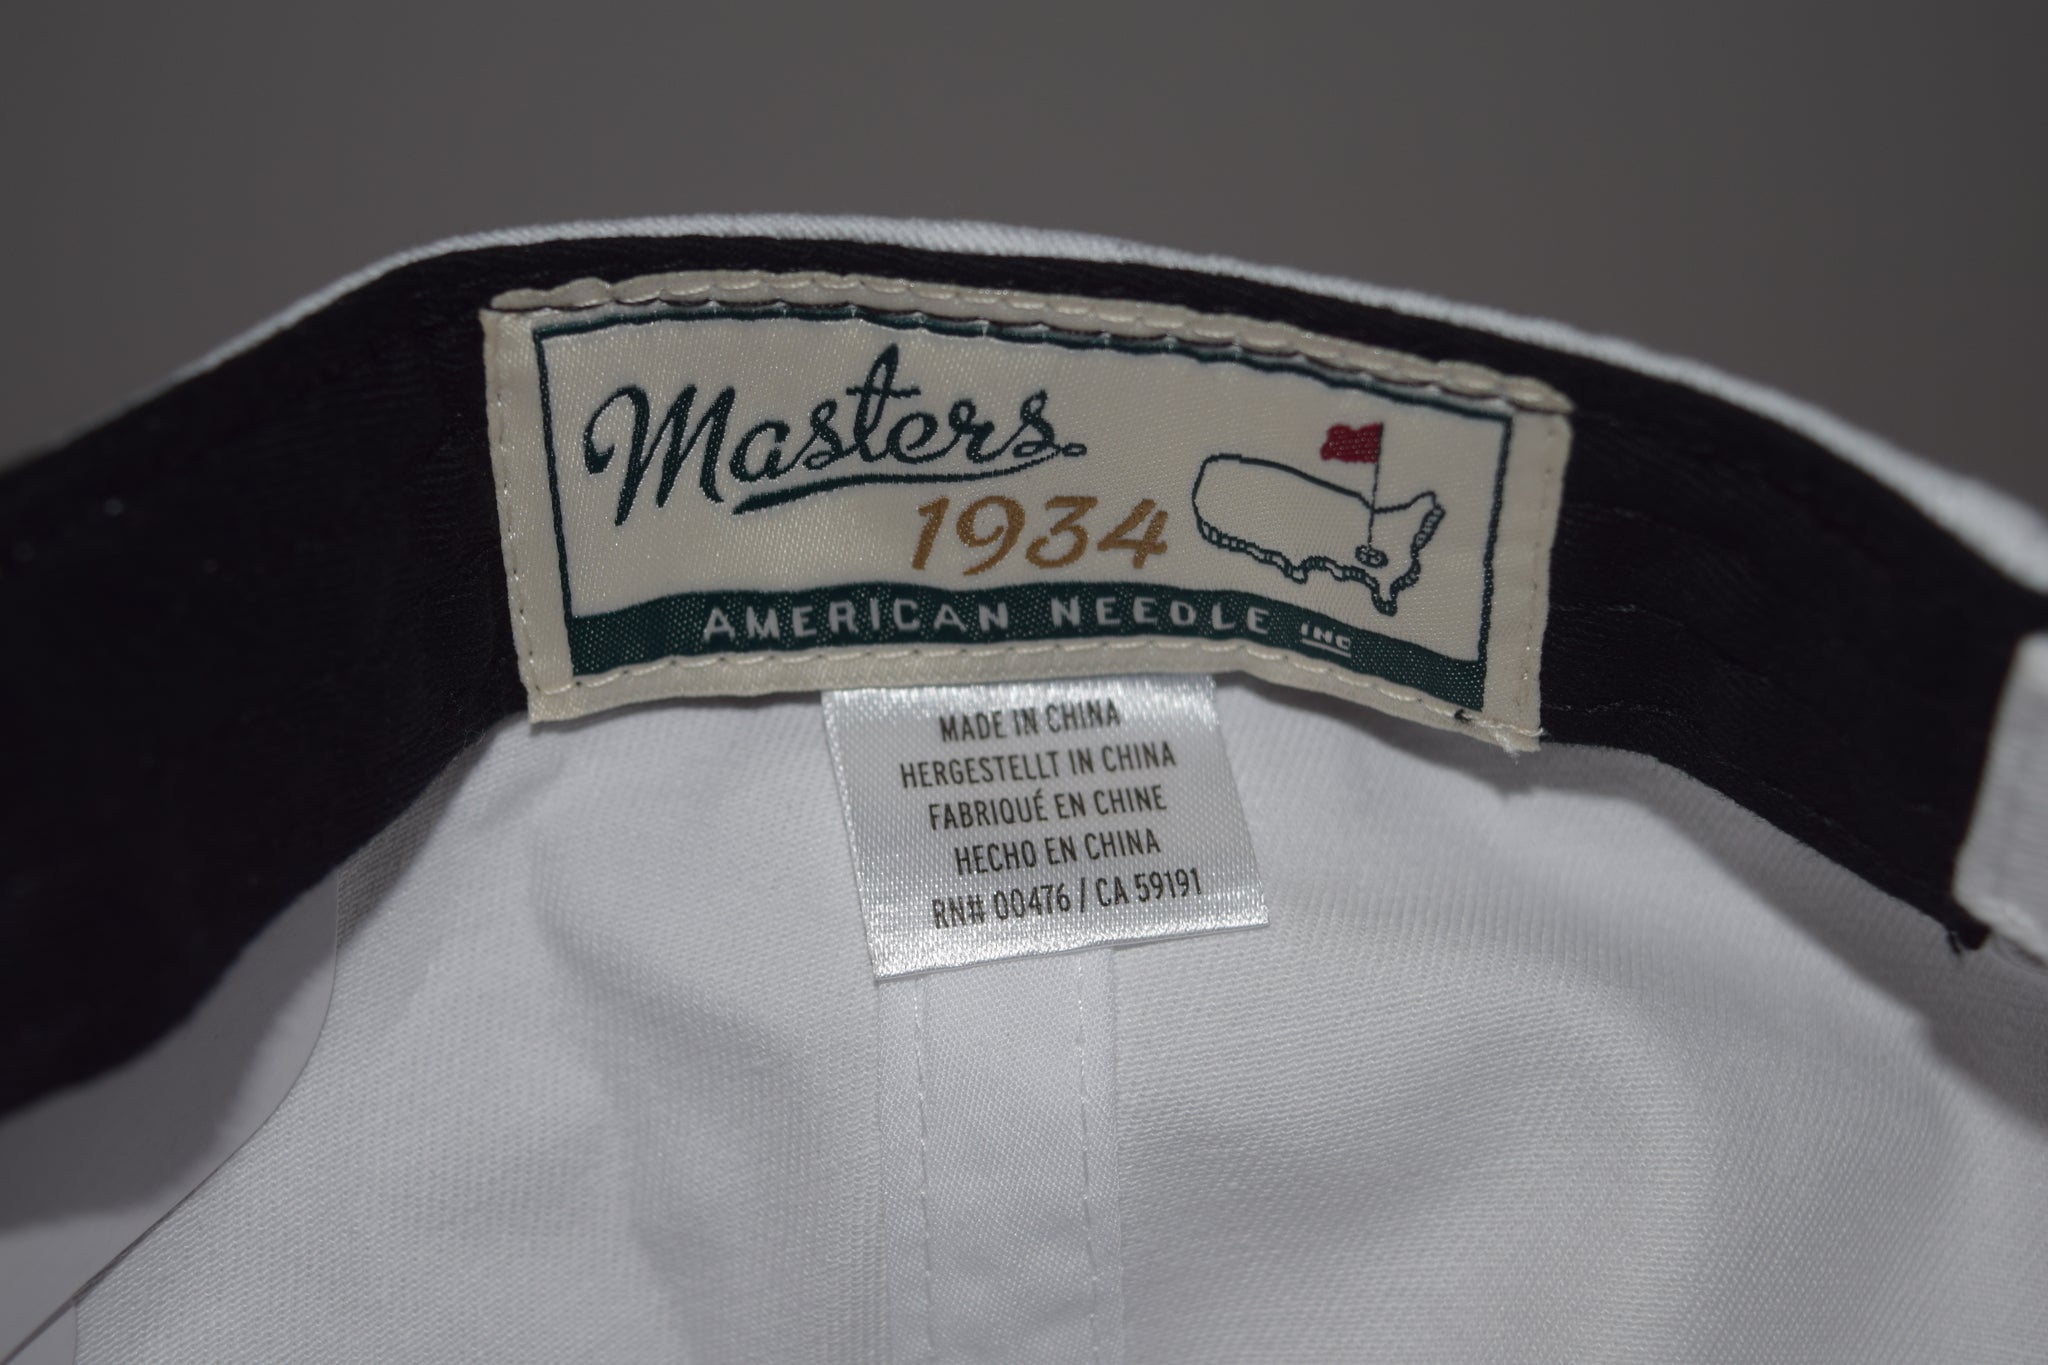 Masters
1934
AMERICAN NEEDLE INC
MADE IN CHINA
HERGESTELLT IN CHINA
FABRIQUÉ EN CHINE
HECHO EN CHINA
RN# 00476 / CA 59191